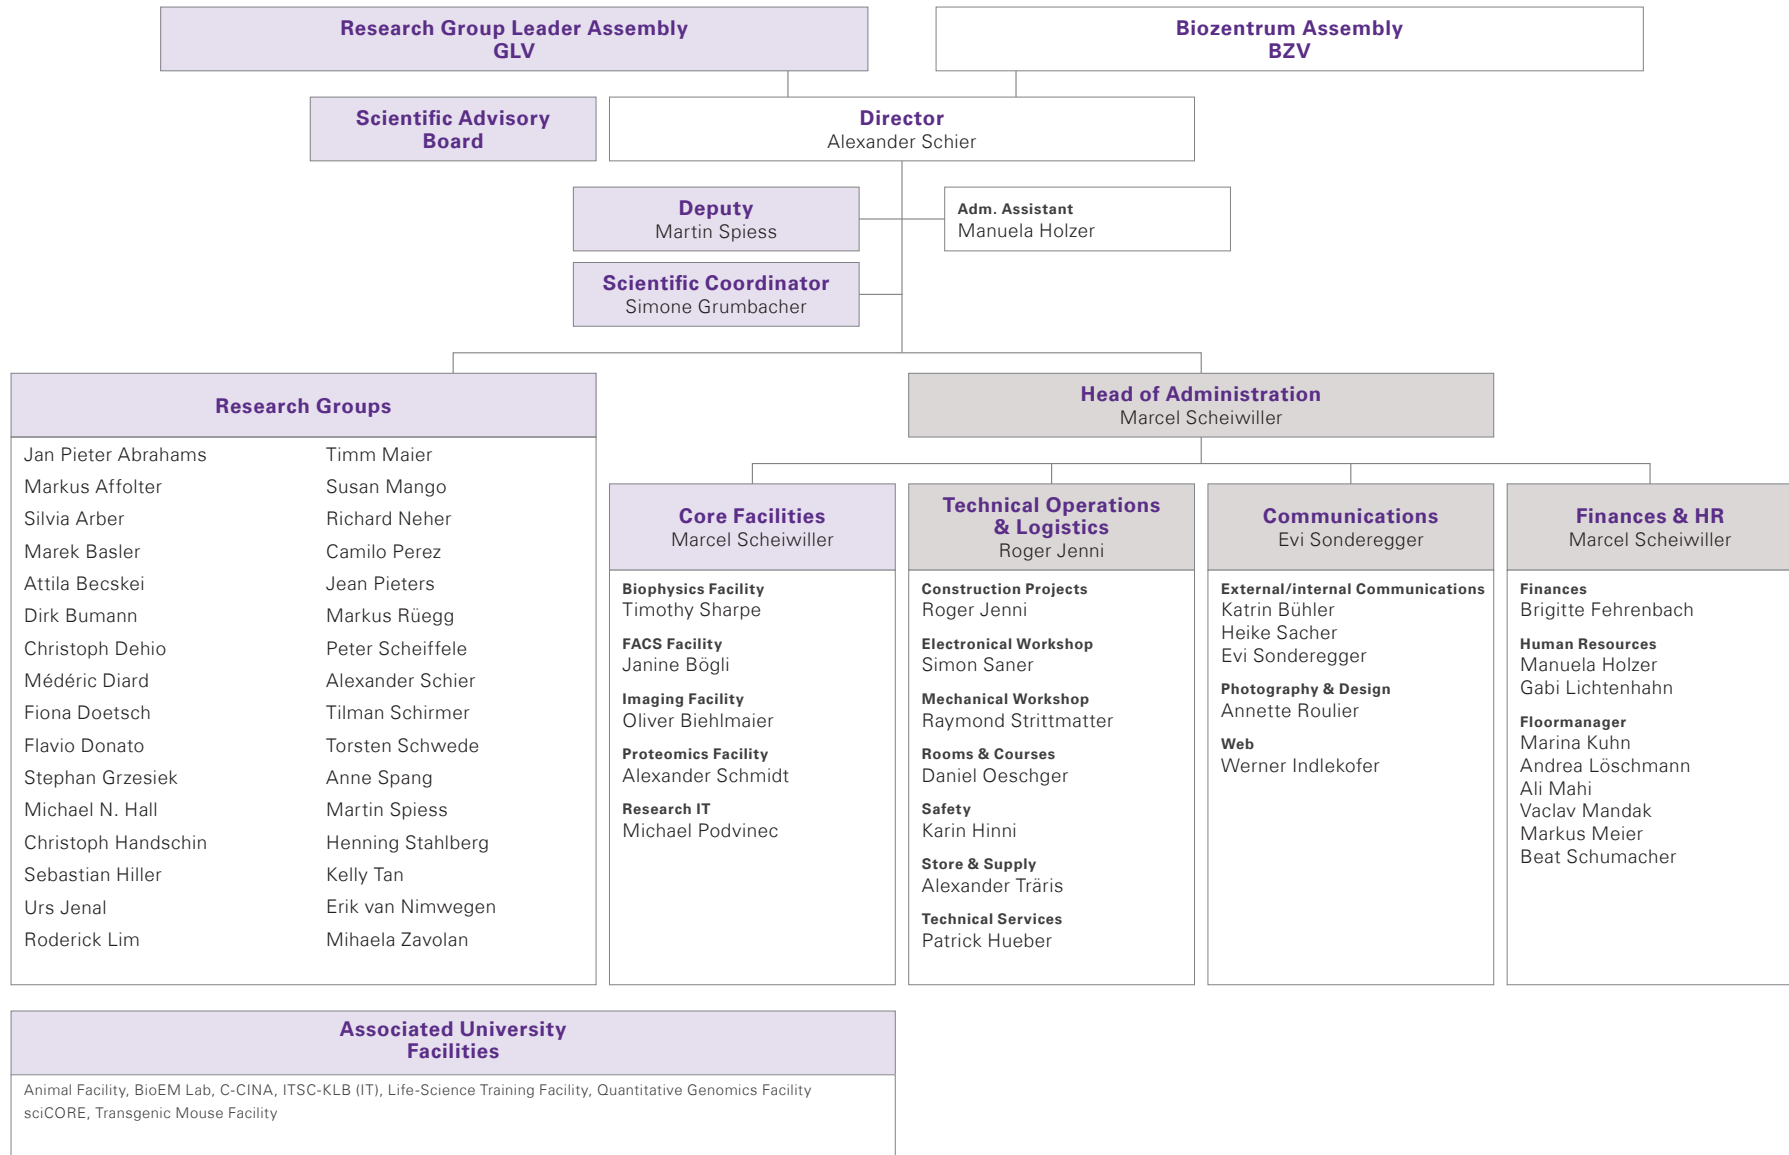 Research Group Leader Assembly
GLV
Biozentrum Assembly
BZV
Scientific Advisory
Board
Director
Alexander Schier
Deputy
Martin Spiess
Adm. Assistant
Manuela Holzer
Scientific Coordinator
Simone Grumbacher
Research Groups
Jan Pieter Abrahams
Markus Affolter
Silvia Arber
Marek Basler
Attila Becskei
Dirk Bumann
Christoph Dehio
Médéric Diard
Fiona Doetsch
Flavio Donato
Stephan Grzesiek
Michael N. Hall
Christoph Handschin
Sebastian Hiller
Urs Jenal
Roderick Lim
Timm Maier
Susan Mango
Richard Neher
Camilo Perez
Jean Pieters
Markus Rüegg
Peter Scheiffele
Alexander Schier
Tilman Schirmer
Torsten Schwede
Anne Spang
Martin Spiess
Henning Stahlberg
Kelly Tan
Erik van Nimwegen
Mihaela Zavolan
Head of Administration
Marcel Scheiwiller
Core Facilities
Marcel Scheiwiller
Biophysics Facility
Timothy Sharpe
FACS Facility
Janine Bögli
Imaging Facility
Oliver Biehlmaier
Proteomics Facility
Alexander Schmidt
Research IT
Michael Podvinec
Technical Operations
& Logistics
Roger Jenni
Construction Projects
Roger Jenni
Electronical Workshop
Simon Saner
Mechanical Workshop
Raymond Strittmatter
Rooms & Courses
Daniel Oeschger
Safety
Karin Hinni
Store & Supply
Alexander Träris
Technical Services
Patrick Hueber
Communications
Evi Sonderegger
External/internal Communications
Katrin Bühler
Heike Sacher
Evi Sonderegger
Photography & Design
Annette Roulier
Web
Werner Indlekofer
Finances & HR
Marcel Scheiwiller
Finances
Brigitte Fehrenbach
Human Resources
Manuela Holzer
Gabi Lichtenhahn
Floormanager
Marina Kuhn
Andrea Löschmann
Ali Mahi
Vaclav Mandak
Markus Meier
Beat Schumacher
Associated University
Facilities
Animal Facility, BioEM Lab, C-CINA, ITSC-KLB (IT), Life-Science Training Facility, Quantitative Genomics Facility
sciCORE, Transgenic Mouse Facility